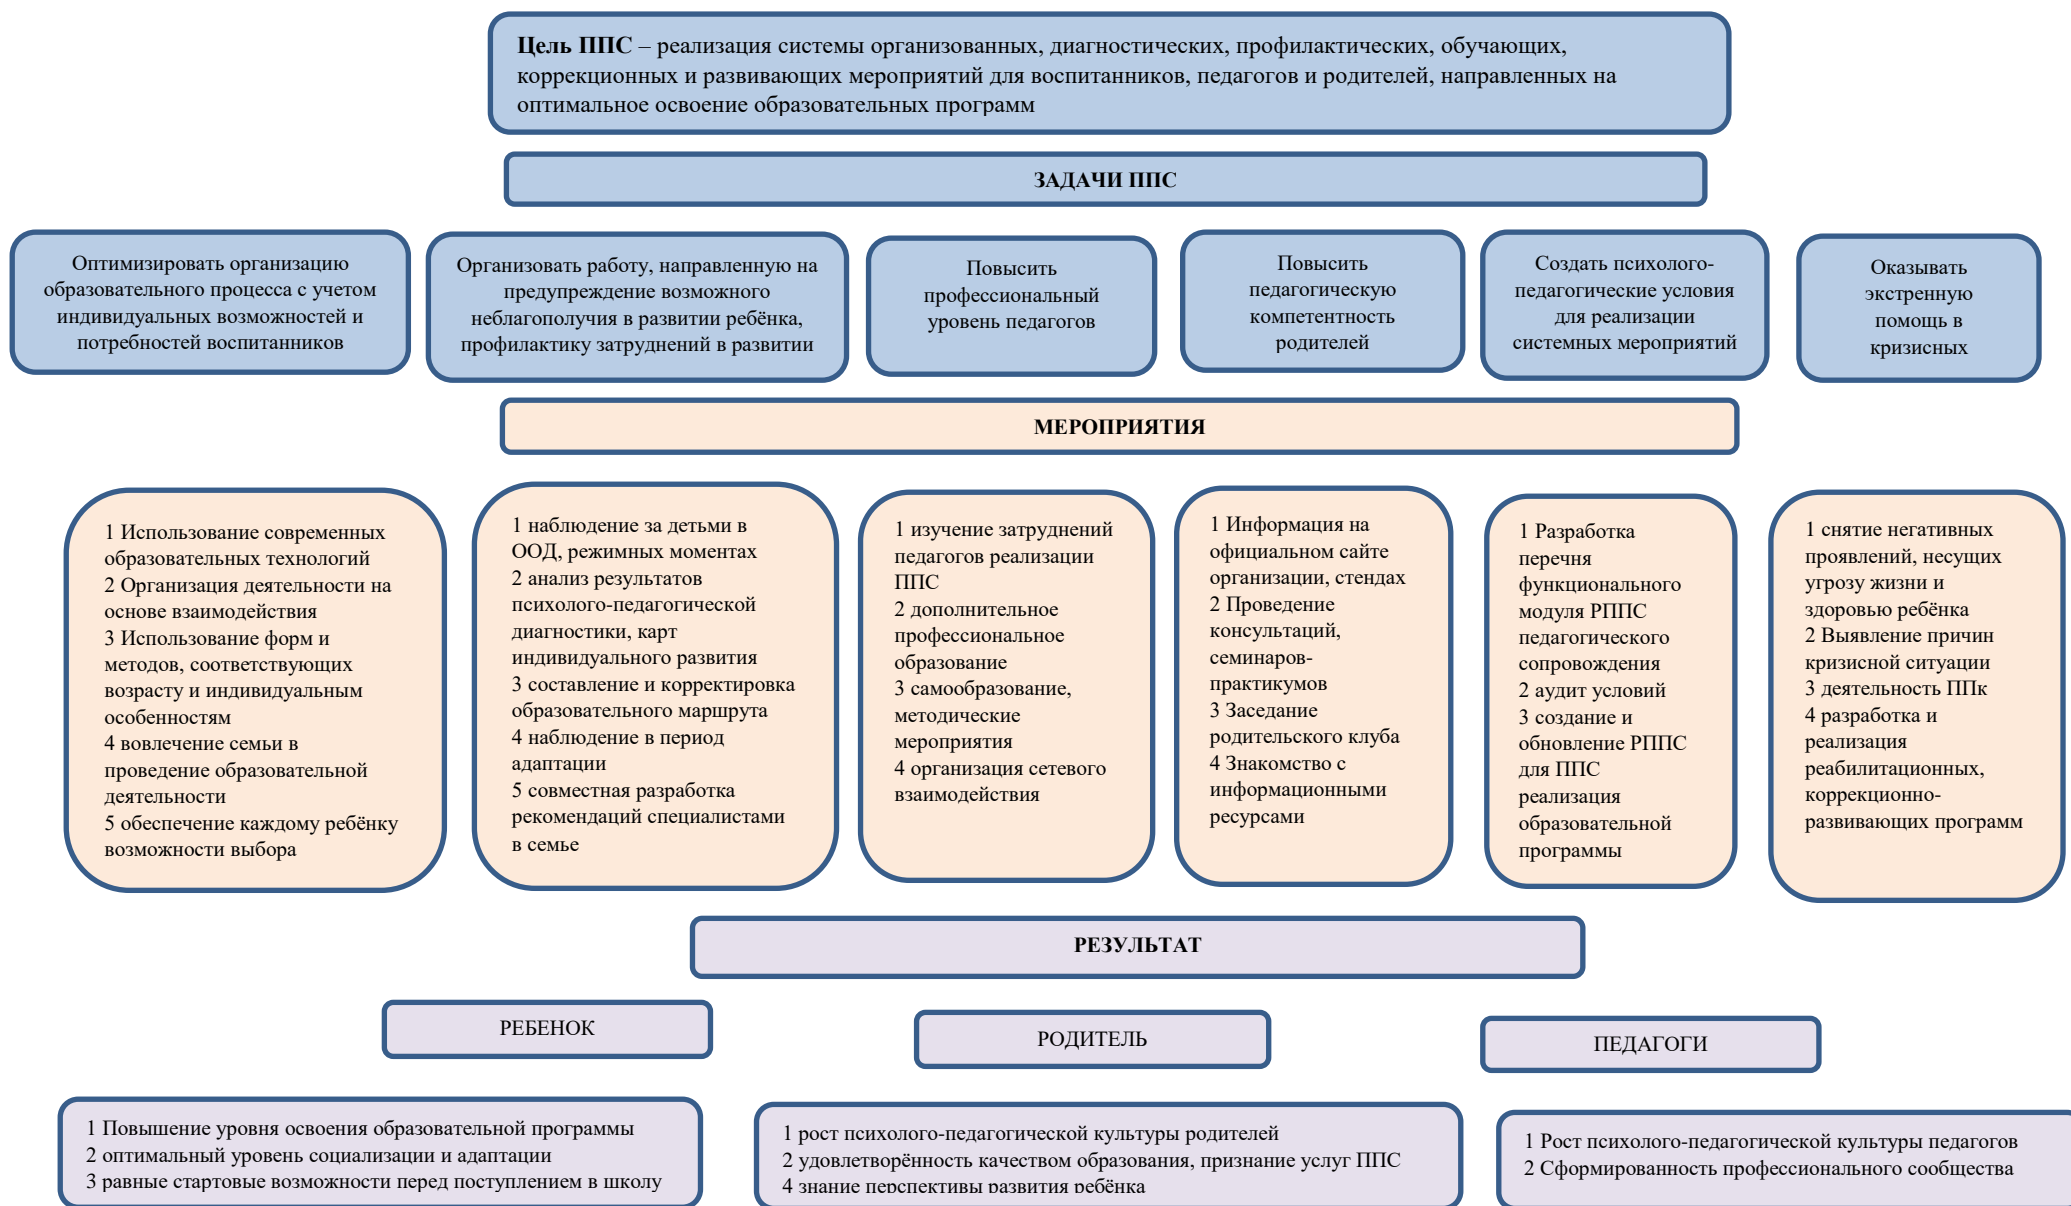 Цель ППС – реализация системы организованных, диагностических, профилактических, обучающих,
коррекционных и развивающих мероприятий для воспитанников, педагогов и родителей, направленных на
оптимальное освоение образовательных программ
ЗАДАЧИ ППС
Оптимизировать организацию
образовательного процесса с учетом
индивидуальных возможностей и
потребностей воспитанников
Организовать работу, направленную на
предупреждение возможного
неблагополучия в развитии ребёнка,
профилактику затруднений в развитии
Повысить
профессиональный
уровень педагогов
Повысить
педагогическую
компетентность
родителей
Создать психолого-
педагогические условия
для реализации
системных мероприятий
Оказывать
экстренную
помощь в
кризисных
МЕРОПРИЯТИЯ
1 Использование современных
образовательных технологий
2 Организация деятельности на
основе взаимодействия
3 Использование форм и
методов, соответствующих
возрасту и индивидуальным
особенностям
4 вовлечение семьи в
проведение образовательной
деятельности
5 обеспечение каждому ребёнку
возможности выбора
1 наблюдение за детьми в
ООД, режимных моментах
2 анализ результатов
психолого-педагогической
диагностики, карт
индивидуального развития
3 составление и корректировка
образовательного маршрута
4 наблюдение в период
адаптации
5 совместная разработка
рекомендаций специалистами
в семье
1 изучение затруднений
педагогов реализации
ППС
2 дополнительное
профессиональное
образование
3 самообразование,
методические
мероприятия
4 организация сетевого
взаимодействия
1 Информация на
официальном сайте
организации, стендах
2 Проведение
консультаций,
семинаров-
практикумов
3 Заседание
родительского клуба
4 Знакомство с
информационными
ресурсами
1 Разработка
перечня
функционального
модуля РППС
педагогического
сопровождения
2 аудит условий
3 создание и
обновление РППС
для ППС
реализация
образовательной
программы
1 снятие негативных
проявлений, несущих
угрозу жизни и
здоровью ребёнка
2 Выявление причин
кризисной ситуации
3 деятельность ППк
4 разработка и
реализация
реабилитационных,
коррекционно-
развивающих программ
РЕЗУЛЬТАТ
РЕБЕНОК
РОДИТЕЛЬ
ПЕДАГОГИ
1 Повышение уровня освоения образовательной программы
2 оптимальный уровень социализации и адаптации
3 равные стартовые возможности перед поступлением в школу
1 рост психолого-педагогической культуры родителей
2 удовлетворённость качеством образования, признание услуг ППС
4 знание перспективы развития ребёнка
1 Рост психолого-педагогической культуры педагогов
2 Сформированность профессионального сообщества